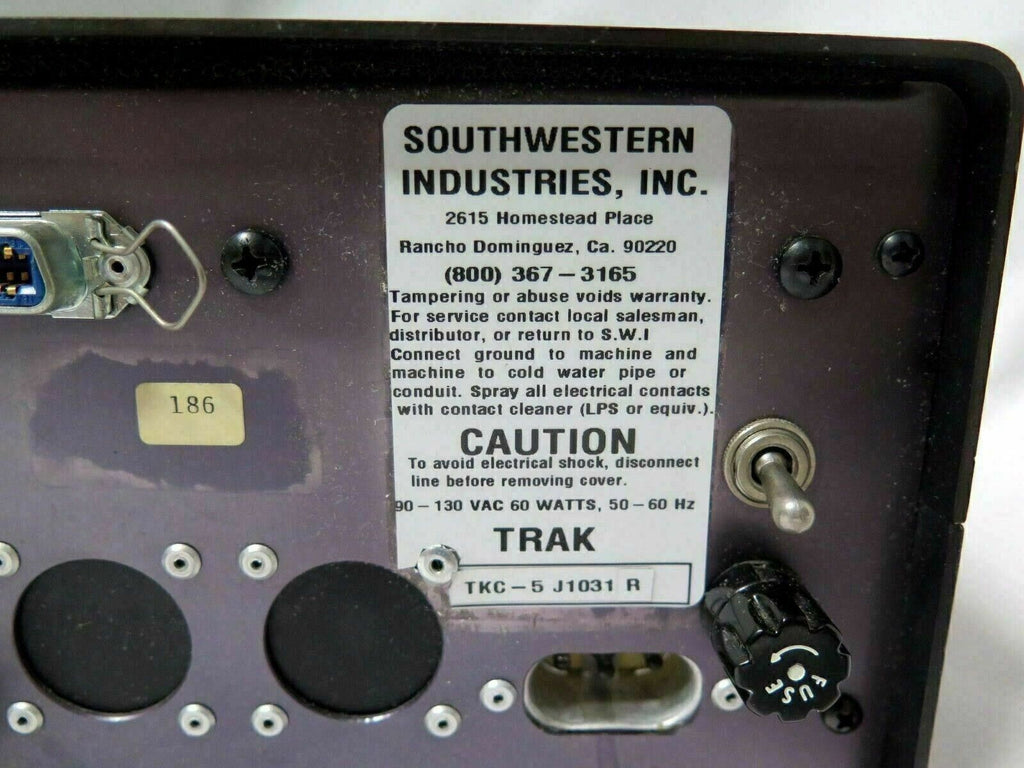 SOUTHWESTERN
INDUSTRIES, INC.
2615 Homestead Place
Rancho Dominguez, Ca. 90220
(800) 367-3165
Tampering or abuse voids warranty.
For service contact local salesman,
distributor, or return to S.W.I
Connect ground to machine and
machine to cold water pipe or
conduit. Spray all electrical contacts
with contact cleaner (LPS or equiv.).
CAUTION
To avoid electrical shock, disconnect
line before removing cover.
90-130 VAC 60 WATTS, 50-60 Hz
TRAK
TKC-5 J1031 R
186
FUSE